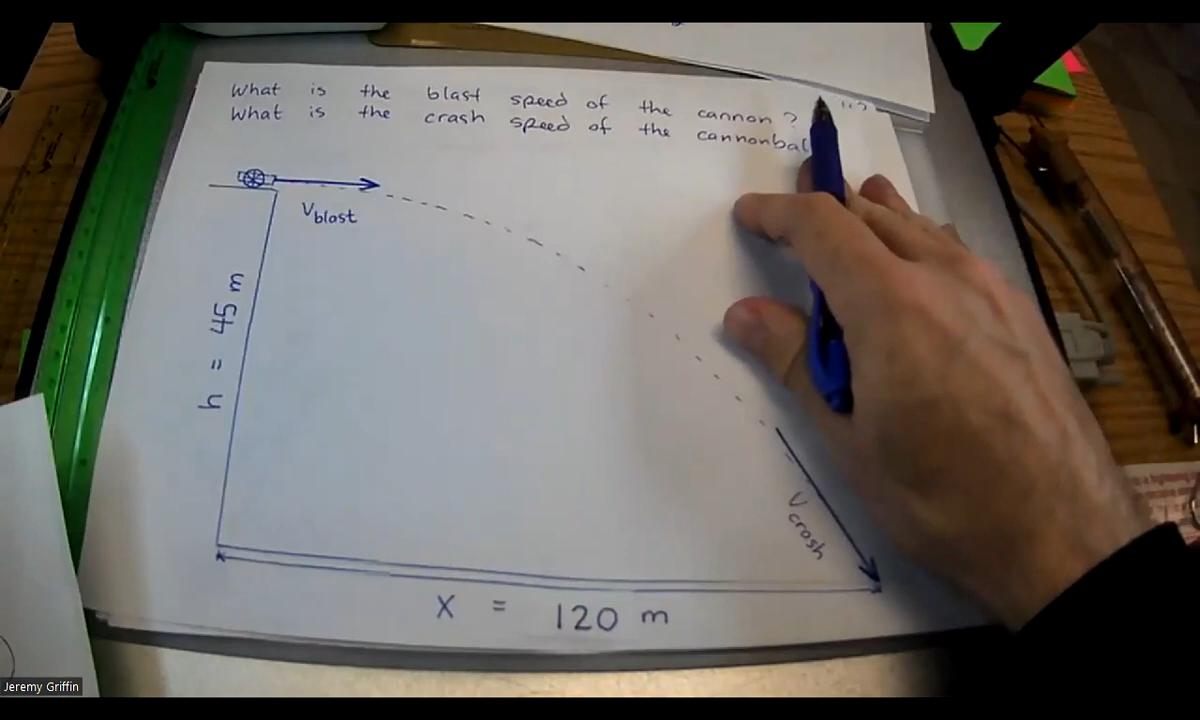 What is the blast speed of the cannon?
What is the crash speed of the cannonbal
Vblast
h = 45 m
Vcrash
x = 120 m
Jeremy Griffin